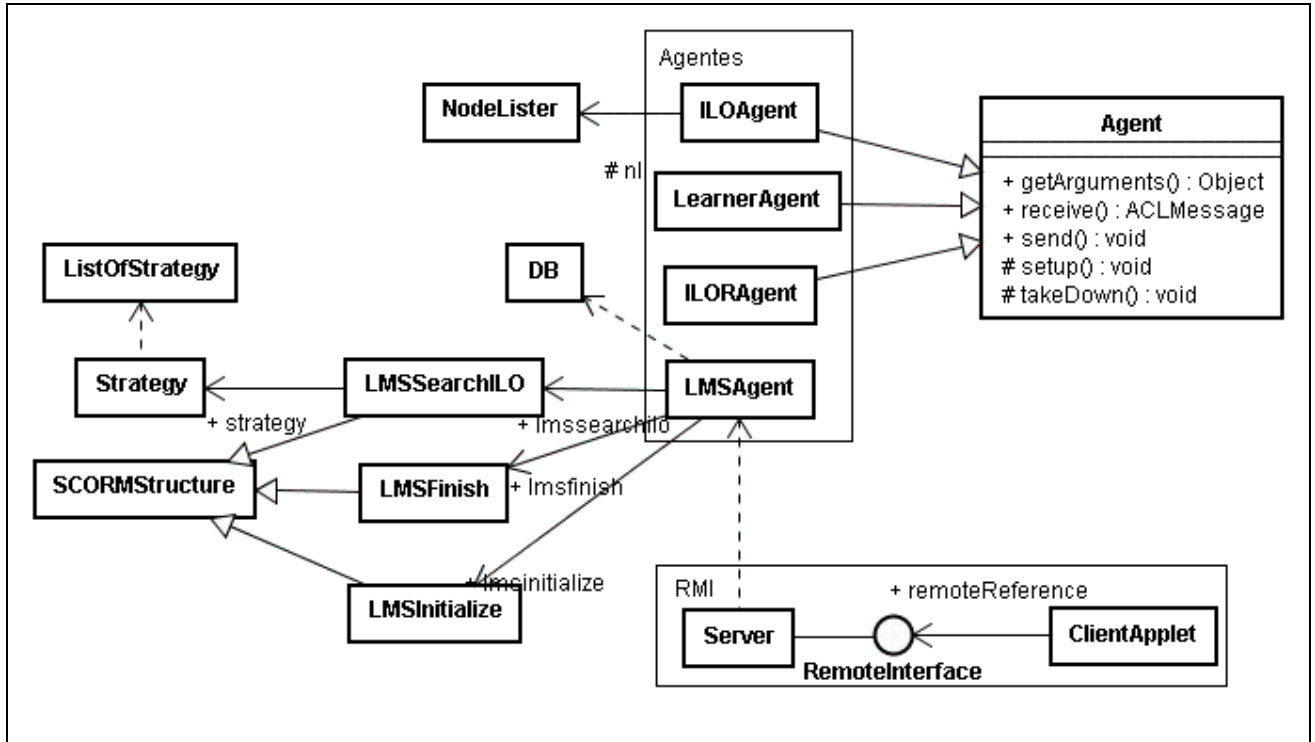 Agentes
NodeLister
ILOAgent
Agent
# nl
+ getArguments() : Object
+ receive() : ACLMessage
+ send() : void
# setup() : void
# takeDown() : void
LearnerAgent
ListOfStrategy
DB
ILORAgent
Strategy
LMSSearchILO
LMSAgent
+ strategy
+ lmssearchilo
SCORMStructure
LMSFinish
+ lmsfinish
+ lmsinitialize
LMSInitialize
RMI
+ remoteReference
Server
ClientApplet
RemoteInterface